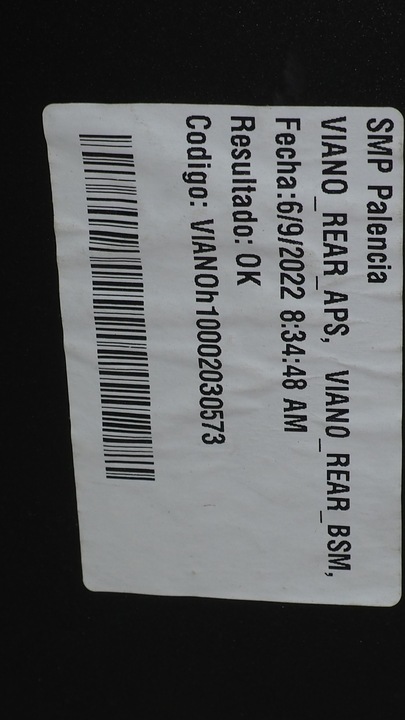 SMP Palencia
VIANO_REAR_APS, VIANO_REAR_BSM,
Fecha:6/9/2022 8:34:48 AM
Resultado: OK
Codigo: VIANOh10002030573